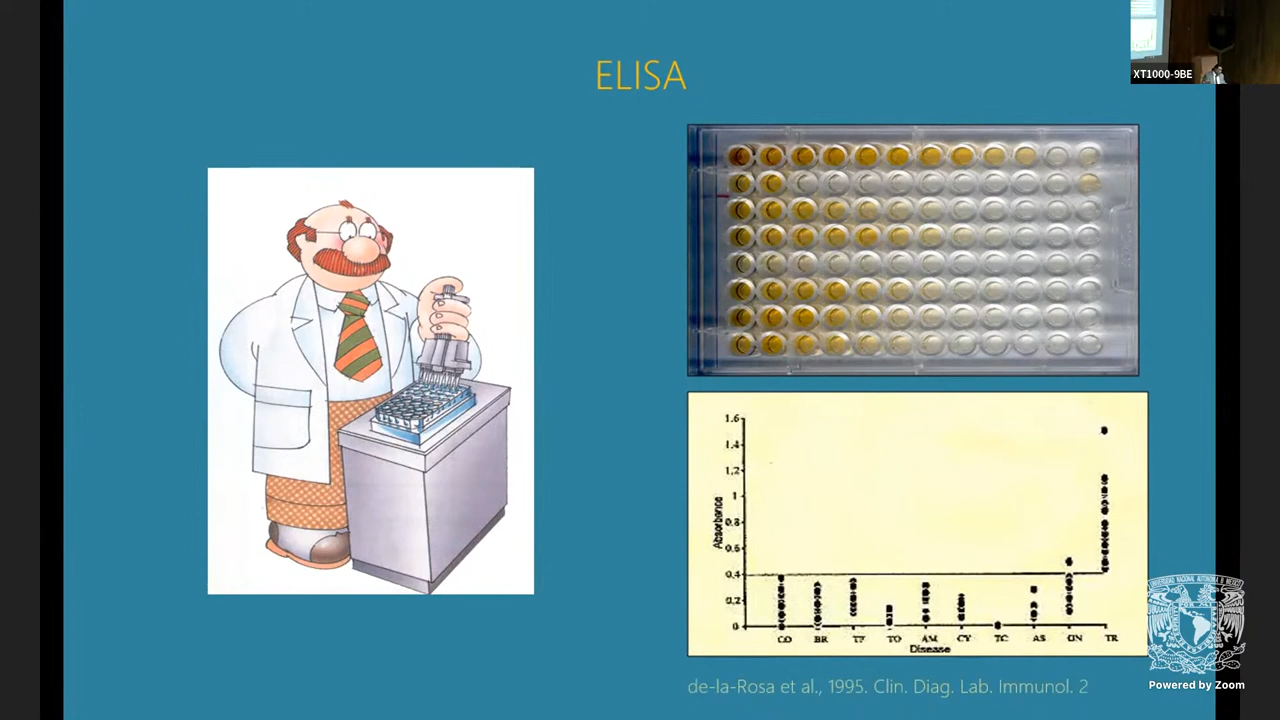 ELISA
XT1000-9BE
1.6
1.4
1.2
1
0.8
0.6
0.4
0.2
0
Absorbance
CO BR TF TO AM CY TC AS ON TR
Disease
de-la-Rosa et al., 1995. Clin. Diag. Lab. Immunol. 2
Powered by Zoom